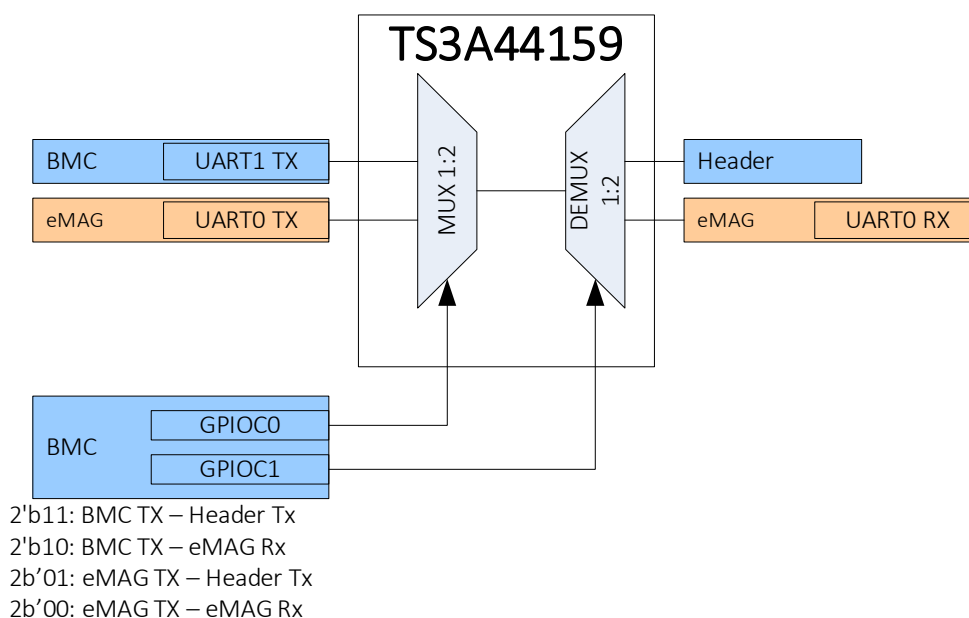 TS3A44159
BMC
UART1 TX
MUX 1:2
DEMUX
1:2
Header
eMAG
UART0 TX
eMAG
UART0 RX
BMC
GPIOC0
GPIOC1
2'b11: BMC TX – Header Tx
2'b10: BMC TX – eMAG Rx
2b’01: eMAG TX – Header Tx
2b’00: eMAG TX – eMAG Rx